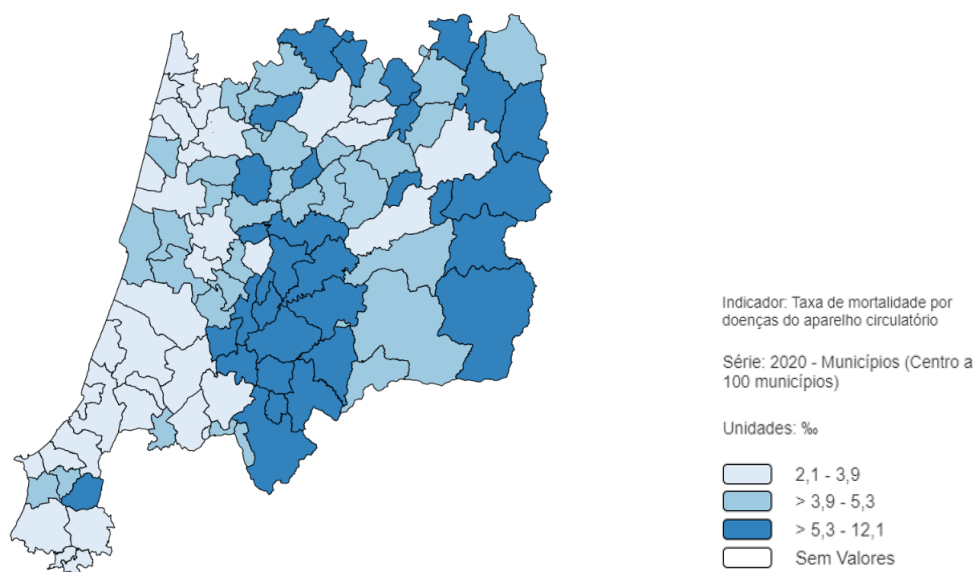 Indicador: Taxa de mortalidade por
doenças do aparelho circulatório
Série: 2020 - Municípios (Centro a
100 municípios)
Unidades: ‰
2,1 - 3,9
> 3,9 - 5,3
> 5,3 - 12,1
Sem Valores